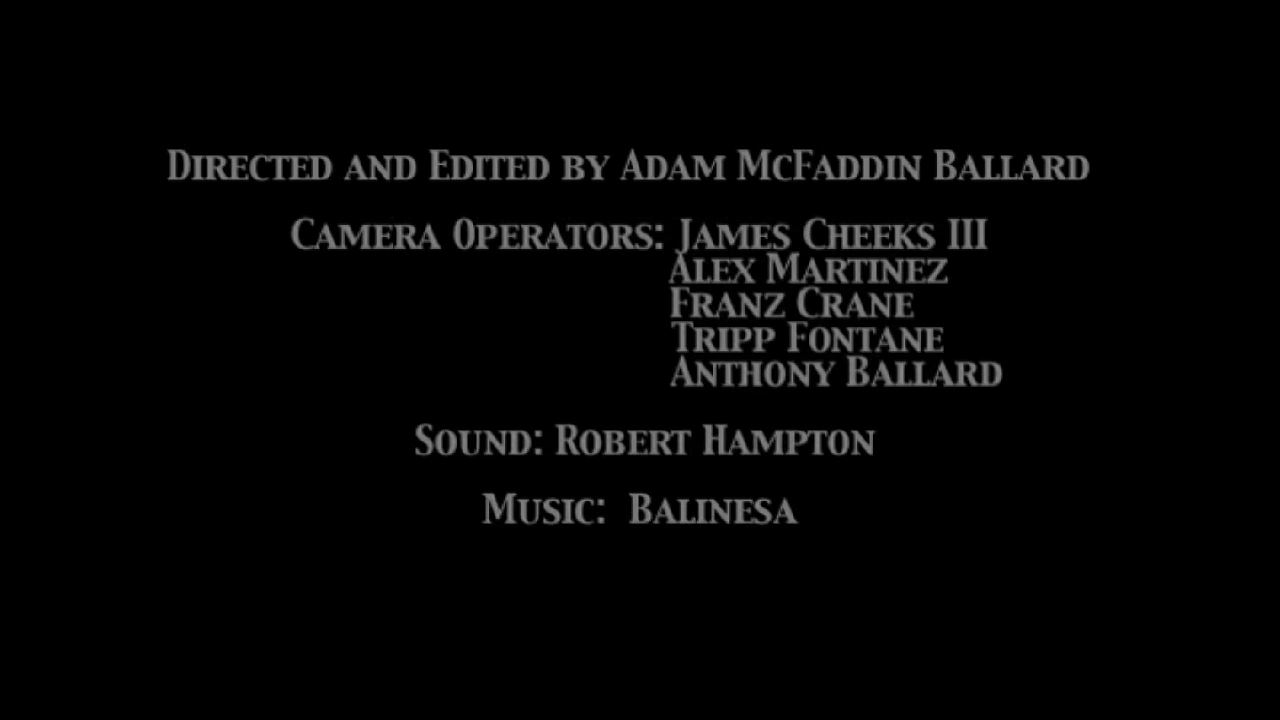 Directed and Edited by Adam McFaddin Ballard
Camera Operators: James Cheeks III
Alex Martinez
Franz Crane
Tripp Fontane
Anthony Ballard
Sound: Robert Hampton
Music: Balinesa